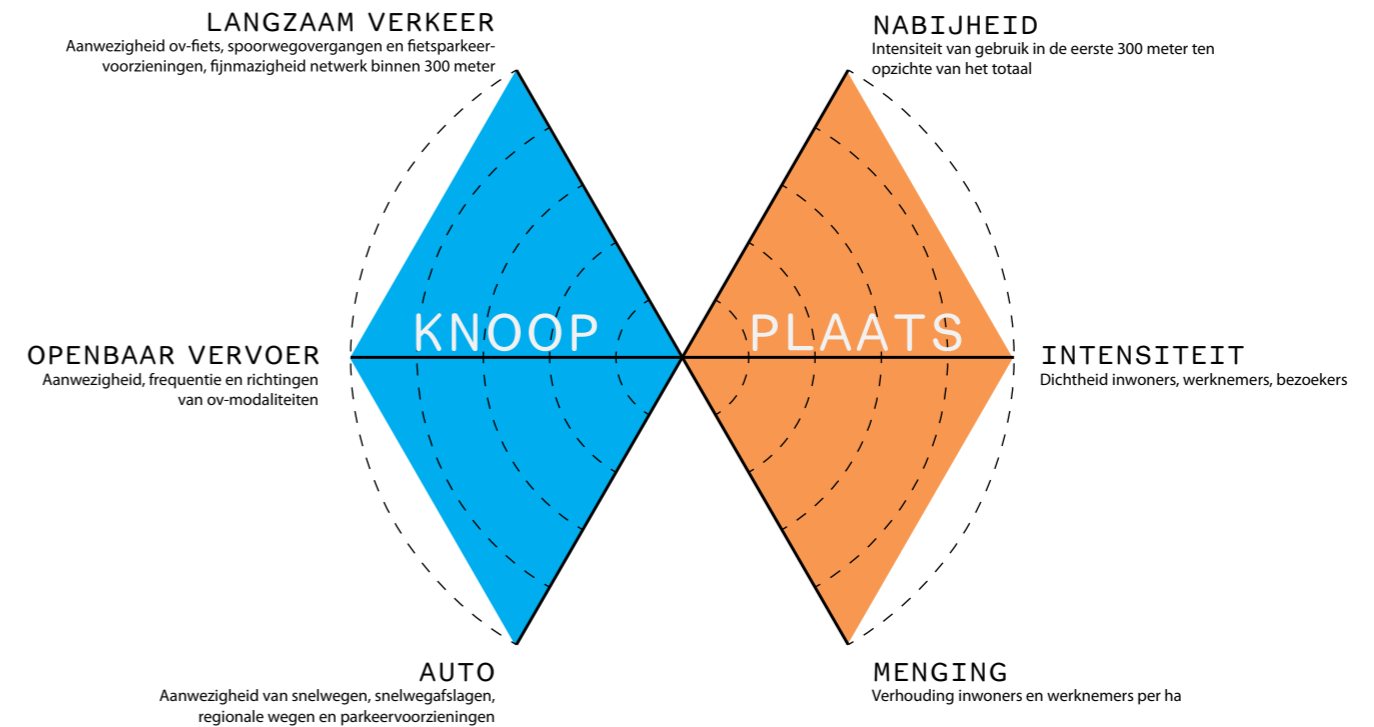 LANGZAAM VERKEER
Aanwezigheid ov-fiets, spoorwegovergangen en fietsparkeer-
voorzieningen, fijnmazigheid netwerk binnen 300 meter
NABIJHEID
Intensiteit van gebruik in de eerste 300 meter ten
opzichte van het totaal
KNOOP
PLAATS
OPENBAAR VERVOER
Aanwezigheid, frequentie en richtingen
van ov-modaliteiten
INTENSITEIT
Dichtheid inwoners, werknemers, bezoekers
AUTO
Aanwezigheid van snelwegen, snelwegafslagen,
regionale wegen en parkeervoorzieningen
MENGING
Verhouding inwoners en werknemers per ha